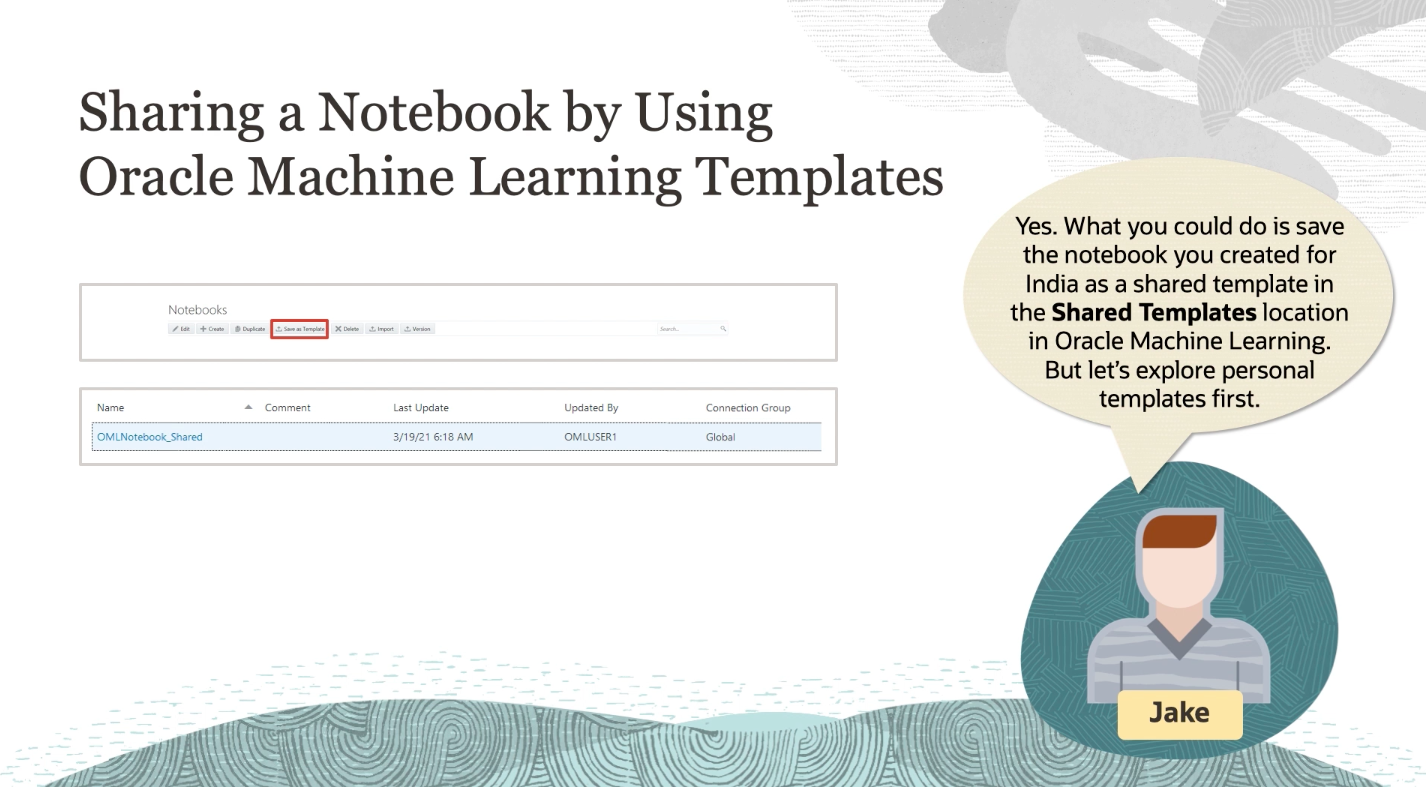 Sharing a Notebook by Using
Oracle Machine Learning Templates
Yes. What you could do is save
the notebook you created for
India as a shared template in
the Shared Templates location
in Oracle Machine Learning.
But let's explore personal
templates first.
Notebooks
Edit Create Duplicate Save as Template Delete Import Version Search...
Name Comment Last Update Updated By Connection Group
OMLNotebook_Shared 3/19/21 6:18 AM OMLUSER1 Global
Jake